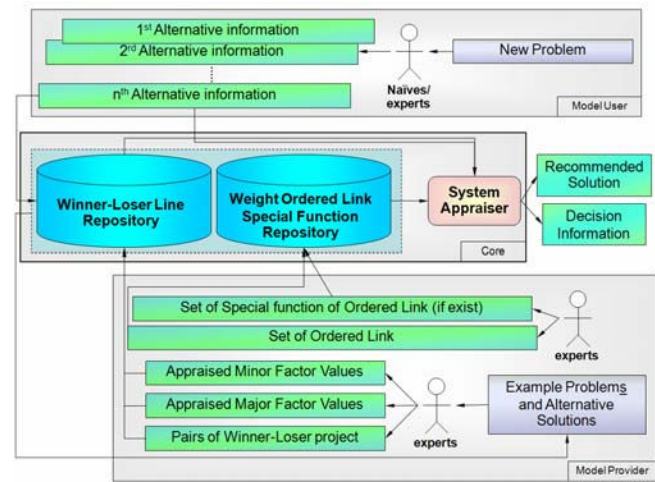 1st Alternative information
2rd Alternative information
nth Alternative information
Naïves/
experts
New Problem
Model User
Winner-Loser Line
Repository
Weight Ordered Link
Special Function
Repository
System
Appraiser
Recommended
Solution
Decision
Information
Core
Set of Special function of Ordered Link (if exist)
Set of Ordered Link
experts
Appraised Minor Factor Values
Appraised Major Factor Values
Pairs of Winner-Loser project
experts
Example Problems
and Alternative
Solutions
Model Provider